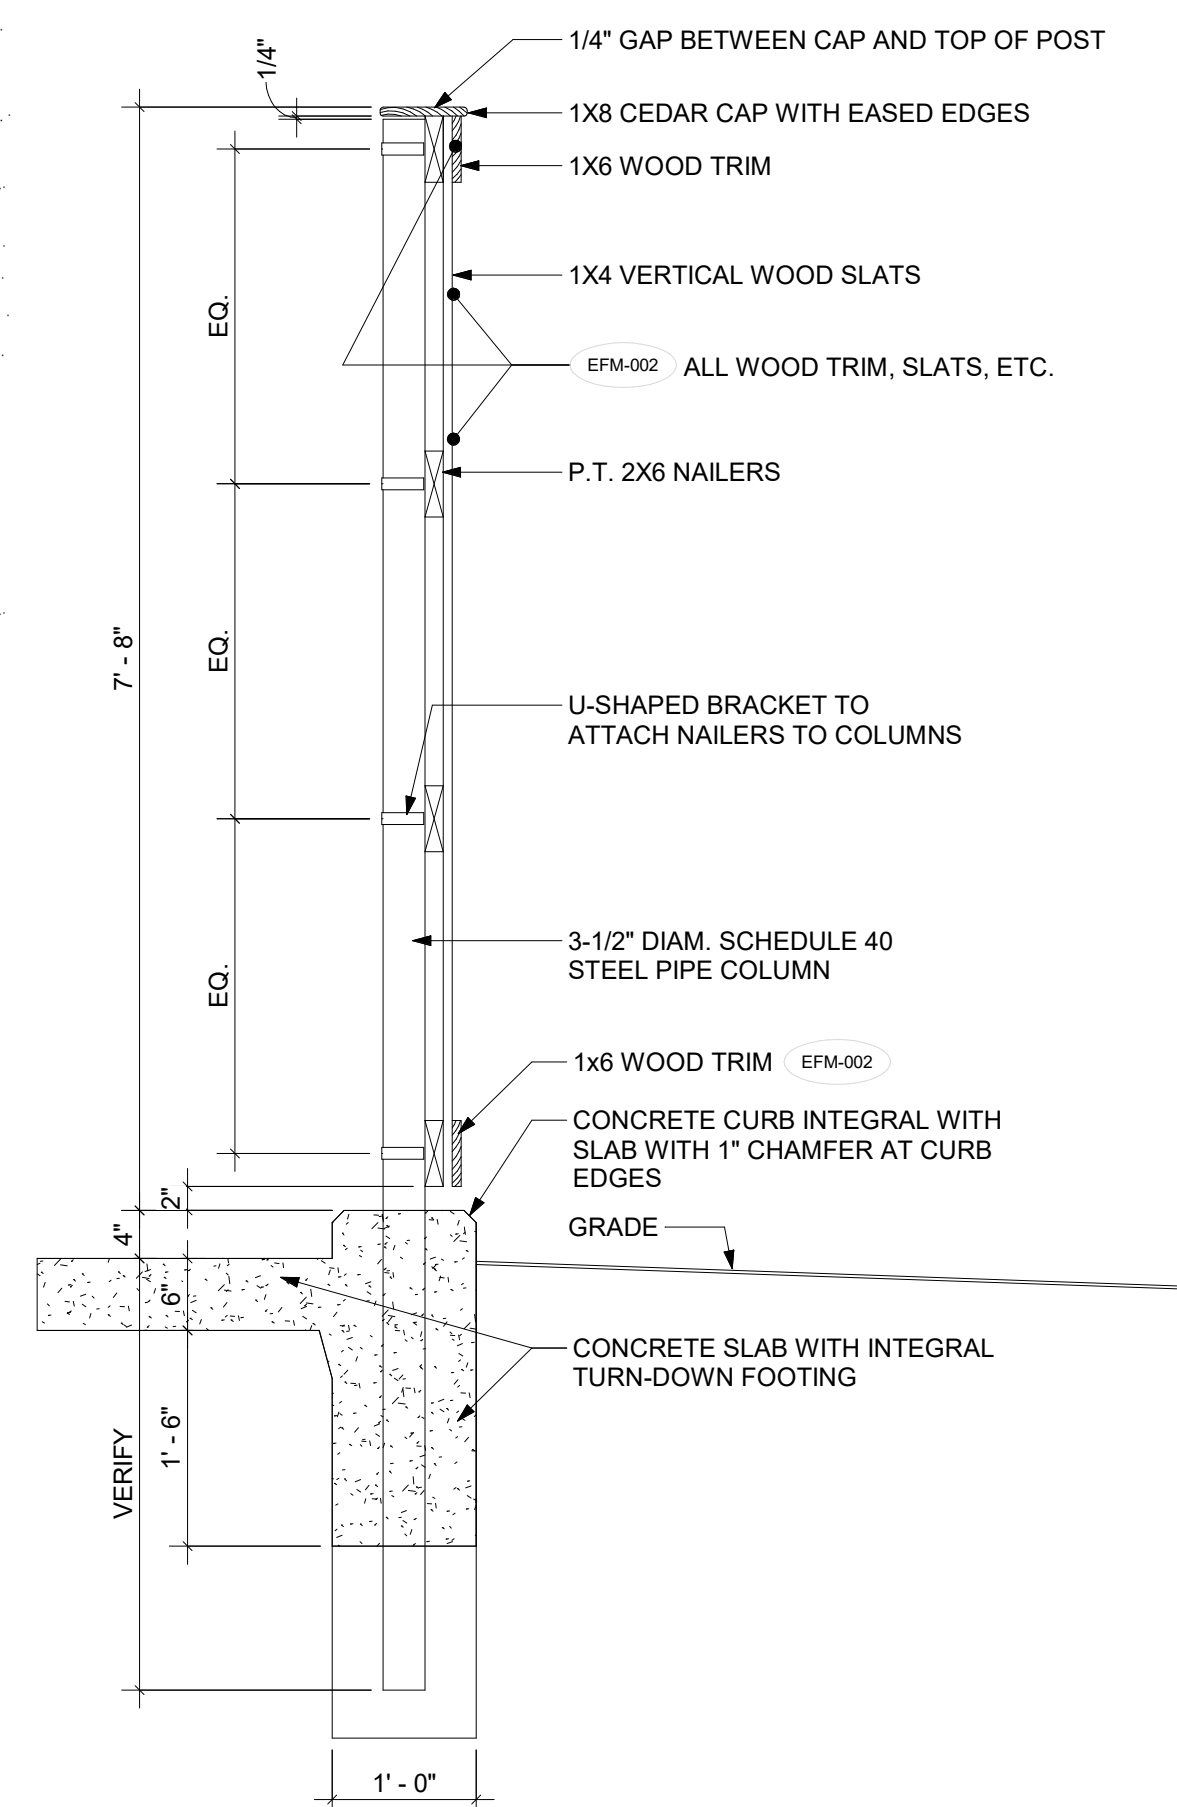 1/4" GAP BETWEEN CAP AND TOP OF POST
1/4"
1X8 CEDAR CAP WITH EASED EDGES
1X6 WOOD TRIM
1X4 VERTICAL WOOD SLATS
EQ.
EFM-002 ALL WOOD TRIM, SLATS, ETC.
P.T. 2X6 NAILERS
7' - 8"
EQ.
U-SHAPED BRACKET TO
ATTACH NAILERS TO COLUMNS
3-1/2" DIAM. SCHEDULE 40
STEEL PIPE COLUMN
EQ.
1x6 WOOD TRIM EFM-002
CONCRETE CURB INTEGRAL WITH
SLAB WITH 1" CHAMFER AT CURB
EDGES
2"
4"
GRADE
6"
CONCRETE SLAB WITH INTEGRAL
TURN-DOWN FOOTING
1' - 6"
VERIFY
1' - 0"